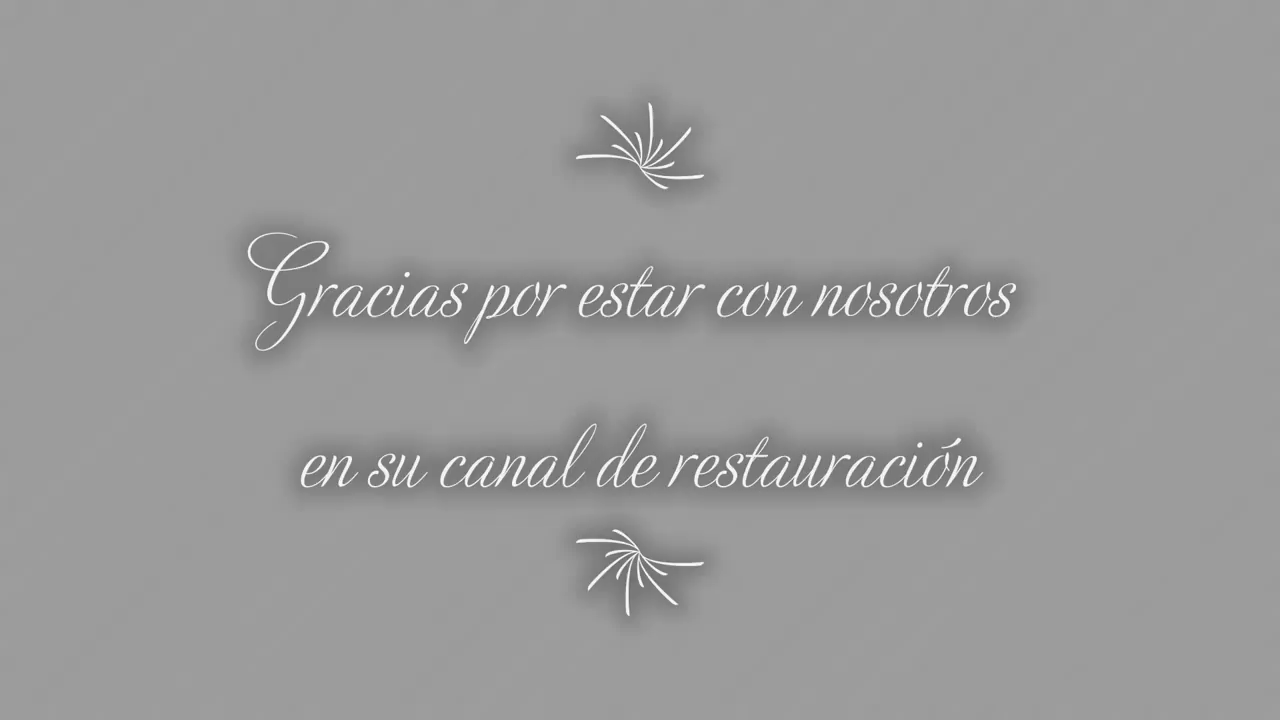 Gracias por estar con nosotros
en su canal de restauración